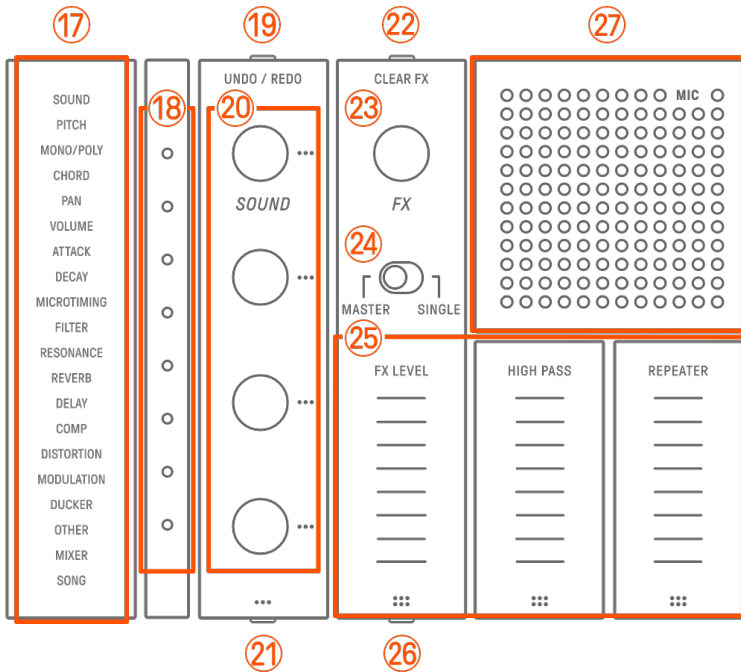 17 19 22 27
UNDO / REDO
CLEAR FX
MIC
18 20 23
SOUND
PITCH
MONO/POLY
CHORD
PAN
VOLUME
ATTACK
DECAY
MICROTIMING
FILTER
RESONANCE
REVERB
DELAY
COMP
DISTORTION
MODULATION
DUCKER
OTHER
MIXER
SONG
SOUND
FX
24
MASTER SINGLE
25
FX LEVEL
HIGH PASS
REPEATER
21 26